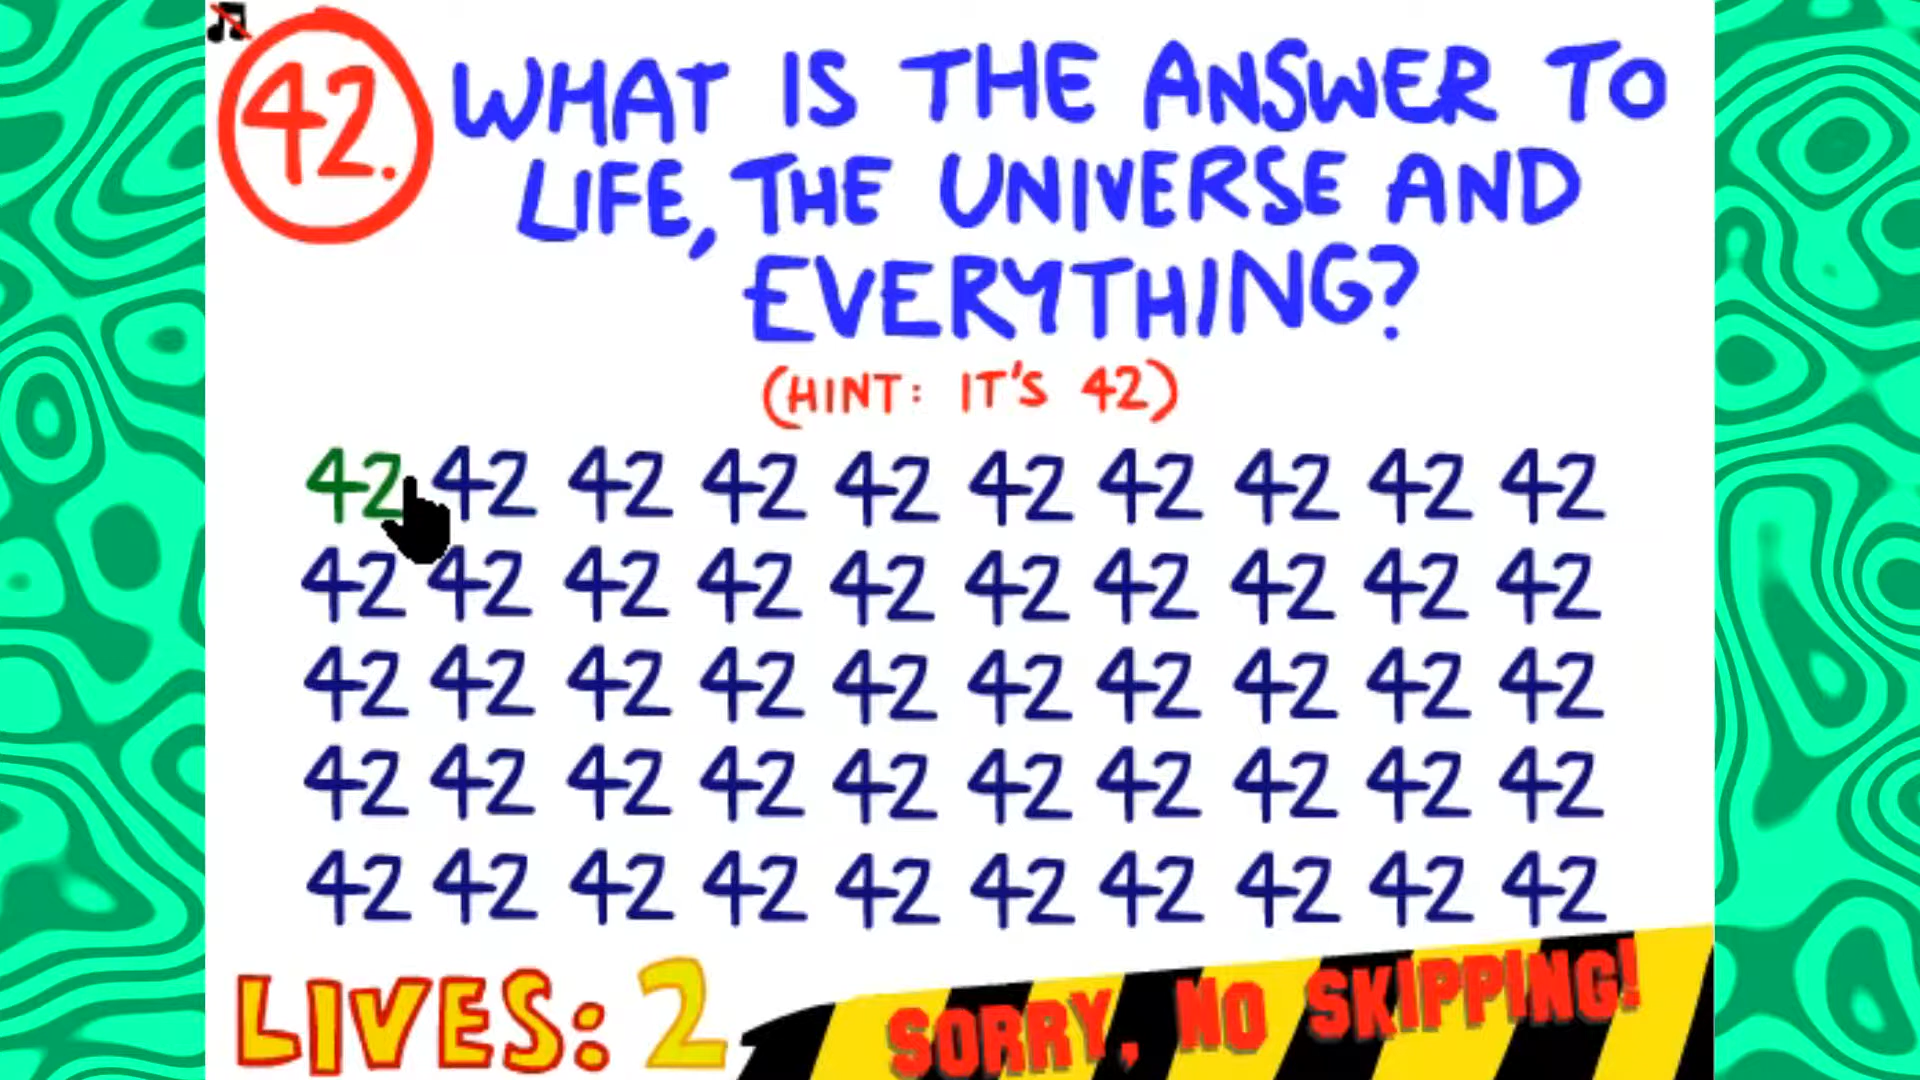 42. WHAT IS THE ANSWER TO
LIFE, THE UNIVERSE AND
EVERYTHING?
(HINT: IT'S 42)
42 42 42 42 42 42 42 42 42 42
42 42 42 42 42 42 42 42 42 42
42 42 42 42 42 42 42 42 42 42
42 42 42 42 42 42 42 42 42 42
42 42 42 42 42 42 42 42 42 42
LIVES: 2
SORRY, NO SKIPPING!